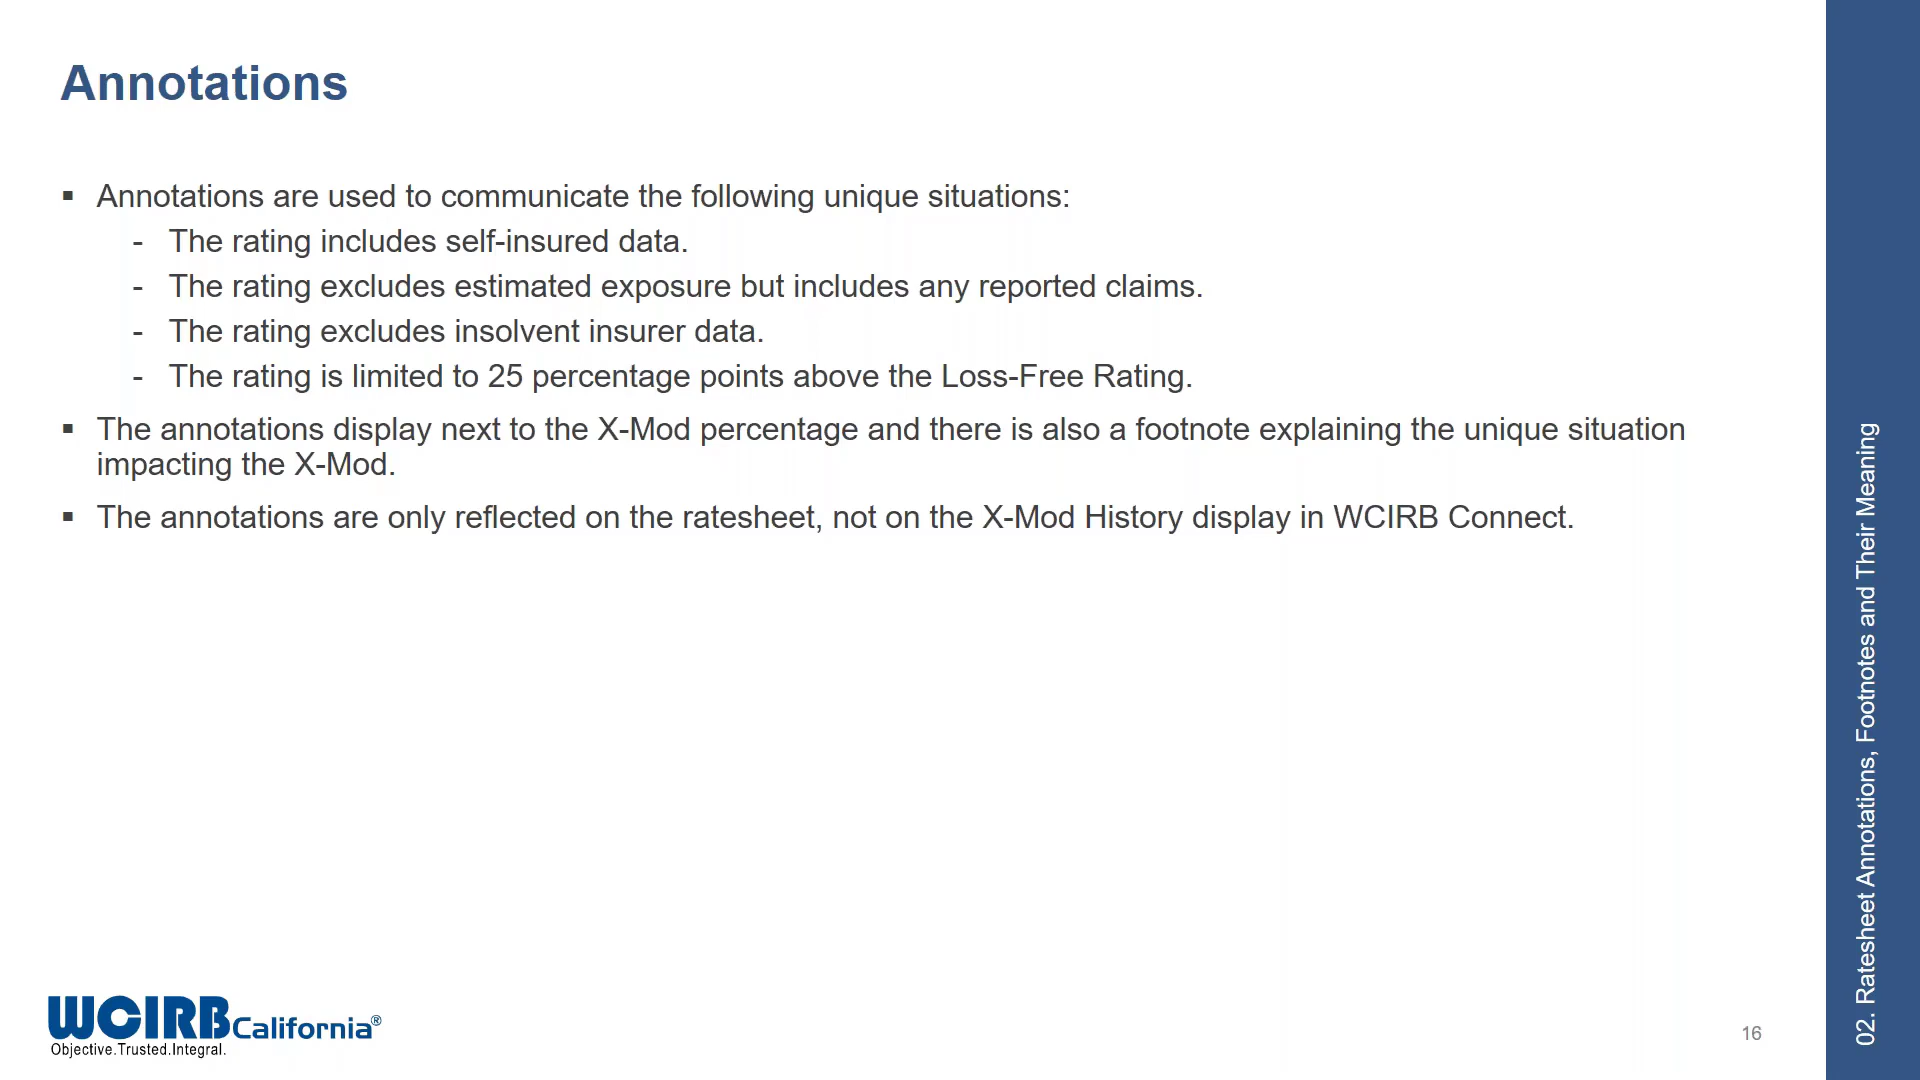 Annotations
▪ Annotations are used to communicate the following unique situations:
- The rating includes self-insured data.
- The rating excludes estimated exposure but includes any reported claims.
- The rating excludes insolvent insurer data.
- The rating is limited to 25 percentage points above the Loss-Free Rating.
▪ The annotations display next to the X-Mod percentage and there is also a footnote explaining the unique situation
impacting the X-Mod.
▪ The annotations are only reflected on the ratesheet, not on the X-Mod History display in WCIRB Connect.
02. Ratesheet Annotations, Footnotes and Their Meaning
WCIRB California®
Objective.Trusted.Integral.
16